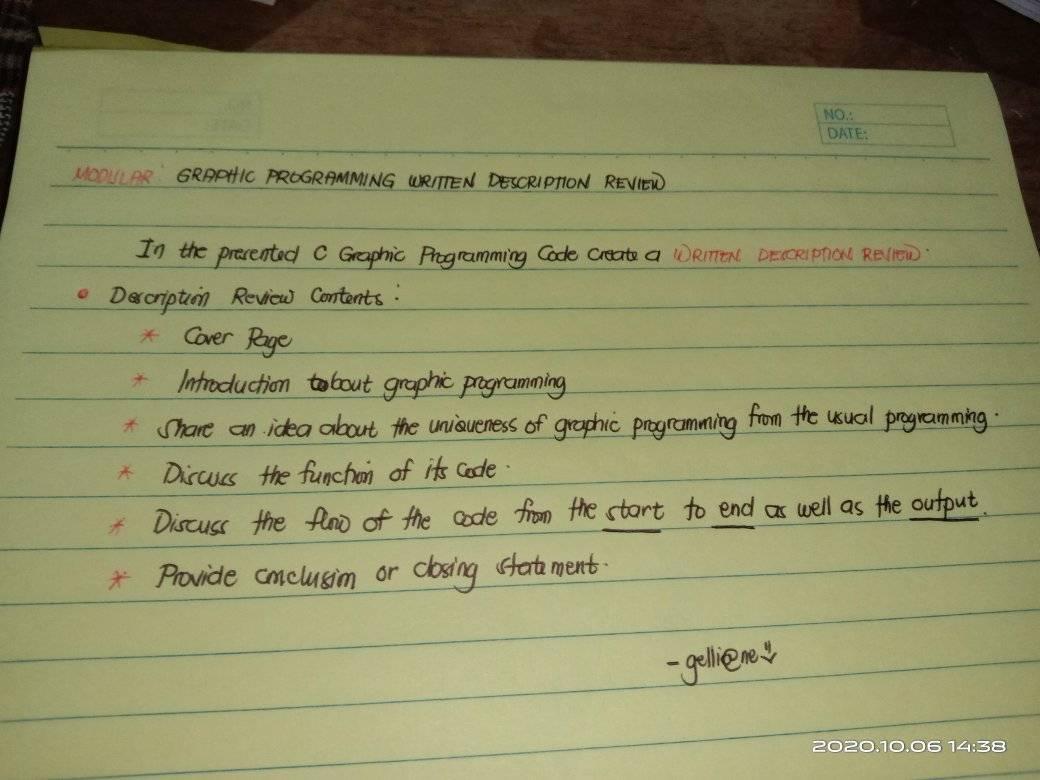 NO.:
DATE:
MODULAR: GRAPHIC PROGRAMMING WRITTEN DESCRIPTION REVIEW
In the presented C Graphic Programming Code Create a WRITTEN DESCRIPTION REVIEW.
• Description Review Contents:
* Cover Page
* Introduction about graphic programming
* Share an idea about the uniqueness of graphic programming from the usual programming.
* Discuss the function of its code.
* Discuss the flow of the code from the start to end as well as the output.
* Provide conclusion or closing statement.
- gelli@ne
2020.10.06 14:38